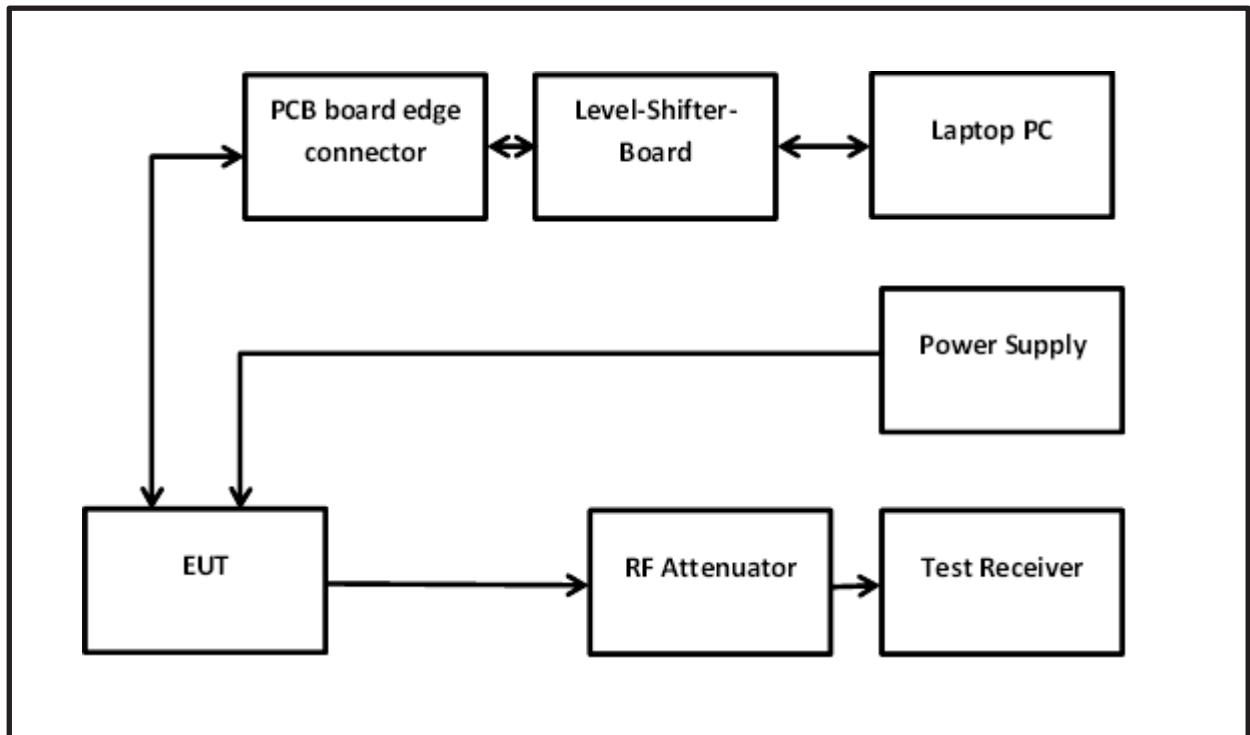 PCB board edge
connector
Level-Shifter-
Board
Laptop PC
Power Supply
EUT
RF Attenuator
Test Receiver